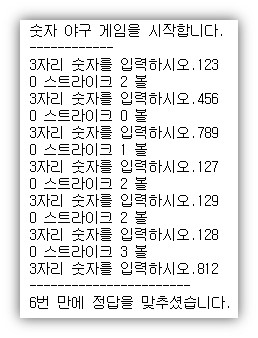 숫자 야구 게임을 시작합니다.
------------
3자리 숫자를 입력하시오.123
0 스트라이크 2 볼
3자리 숫자를 입력하시오.456
0 스트라이크 0 볼
3자리 숫자를 입력하시오.789
0 스트라이크 1 볼
3자리 숫자를 입력하시오.127
0 스트라이크 2 볼
3자리 숫자를 입력하시오.129
0 스트라이크 2 볼
3자리 숫자를 입력하시오.128
0 스트라이크 3 볼
3자리 숫자를 입력하시오.812
-----------------------
6번 만에 정답을 맞추셨습니다.